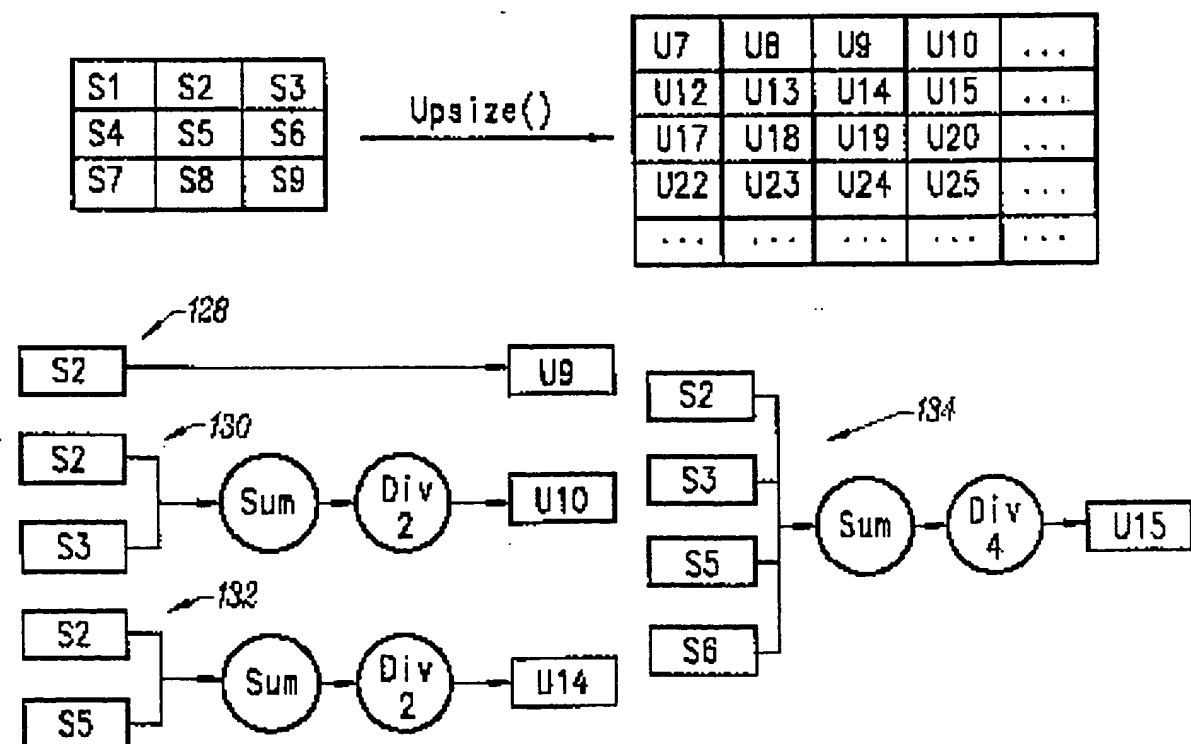 S1 S2 S3
S4 S5 S6
S7 S8 S9
Upsize()
U7 U8 U9 U10 ...
U12 U13 U14 U15 ...
U17 U18 U19 U20 ...
U22 U23 U24 U25 ...
... ... ... ... ...
128
S2 U9
130
S2
S3
Sum
Div 2
U10
132
S2
S5
Sum
Div 2
U14
134
S2
S3
S5
S6
Sum
Div 4
U15